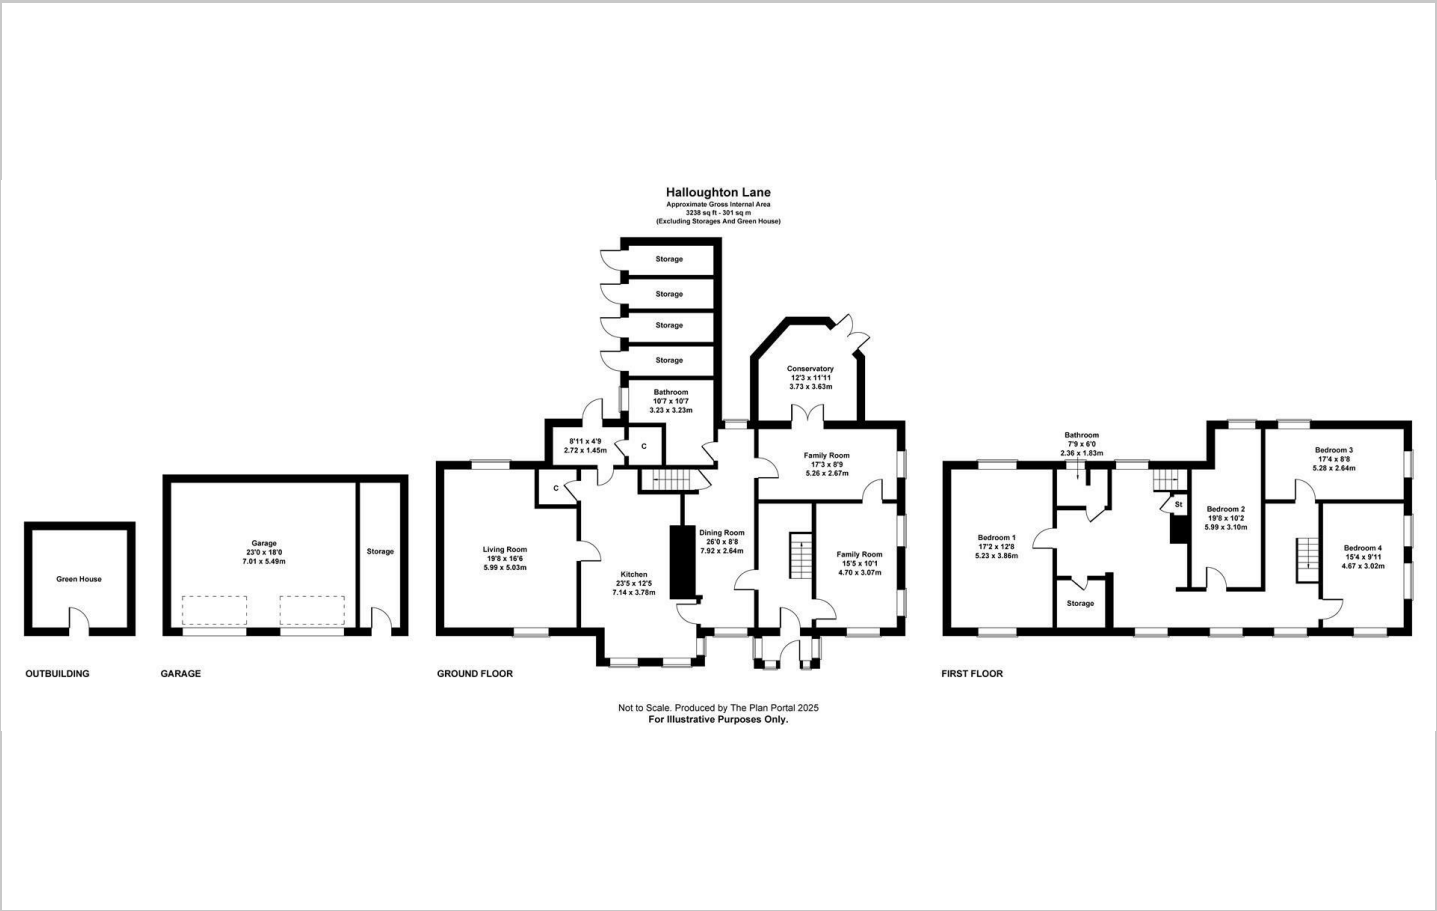 Halloughton Lane
Approximate Gross Internal Area
3238 sq ft - 301 sq m
(Excluding Storages And Green House)
Storage
Storage
Storage
Storage
Bathroom
10'7 x 10'7
3.23 x 3.23m
8'11 x 4'9
2.72 x 1.45m
C
C
Conservatory
12'3 x 11'11
3.73 x 3.63m
Family Room
17'3 x 8'9
5.26 x 2.67m
Living Room
19'8 x 16'6
5.99 x 5.03m
Kitchen
23'5 x 12'5
7.14 x 3.78m
Dining Room
26'0 x 8'8
7.92 x 2.64m
Family Room
15'5 x 10'1
4.70 x 3.07m
Green House
Garage
23'0 x 18'0
7.01 x 5.49m
Storage
Bathroom
7'9 x 6'0
2.36 x 1.83m
Bedroom 1
17'2 x 12'8
5.23 x 3.86m
Storage
St
Bedroom 2
19'8 x 10'2
5.99 x 3.10m
Bedroom 3
17'4 x 8'8
5.28 x 2.64m
Bedroom 4
15'4 x 9'11
4.67 x 3.02m
OUTBUILDING
GARAGE
GROUND FLOOR
FIRST FLOOR
Not to Scale. Produced by The Plan Portal 2025
For Illustrative Purposes Only.